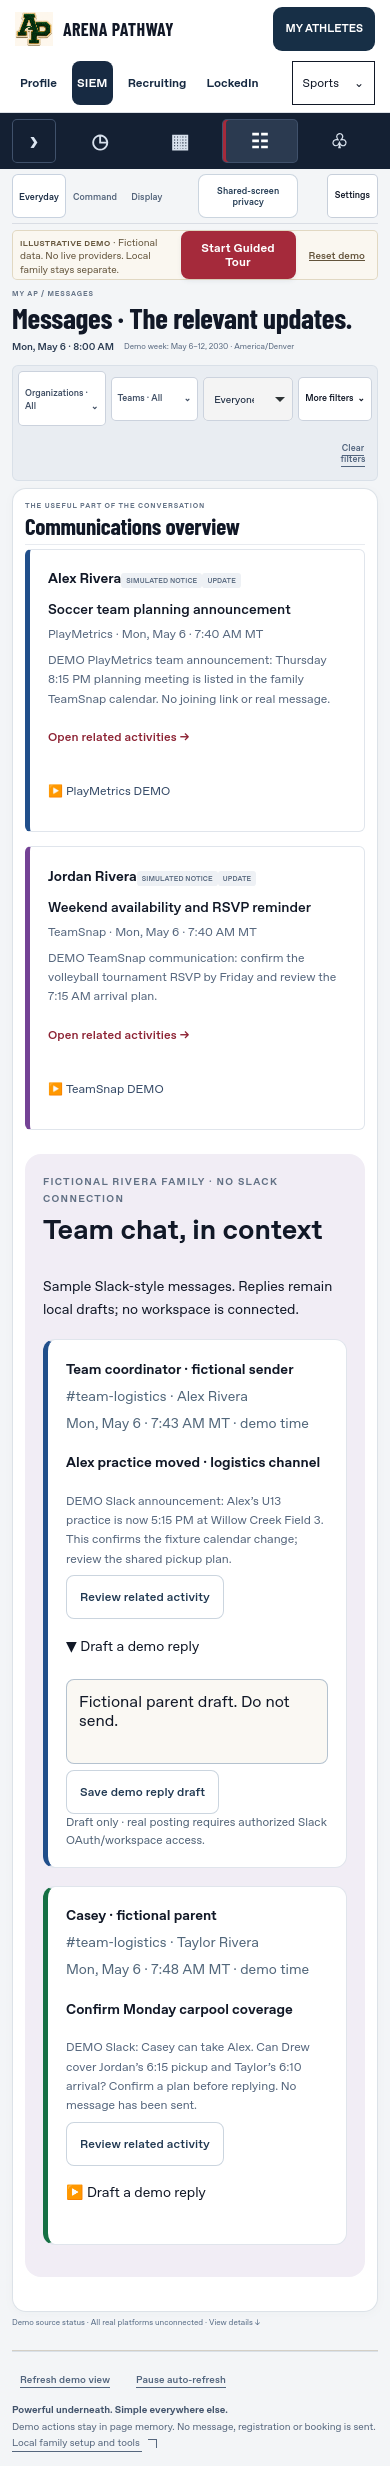 AP ARENA PATHWAY
MY ATHLETES
Profile SIEM Recruiting LockedIn Sports
Everyday Command Display
Shared-screen
privacy
Settings
ILLUSTRATIVE DEMO · Fictional
data. No live providers. Local
family stays separate.
Start Guided
Tour
Reset demo
MY AP / MESSAGES
Messages · The relevant updates.
Mon, May 6 · 8:00 AM Demo week: May 6–12, 2030 · America/Denver
Organizations ·
All
Teams · All
Everyone
More filters
Clear
filters
THE USEFUL PART OF THE CONVERSATION
Communications overview
Alex Rivera SIMULATED NOTICE UPDATE
Soccer team planning announcement
PlayMetrics · Mon, May 6 · 7:40 AM MT
DEMO PlayMetrics team announcement: Thursday
8:15 PM planning meeting is listed in the family
TeamSnap calendar. No joining link or real message.
Open related activities →
▶ PlayMetrics DEMO
Jordan Rivera SIMULATED NOTICE UPDATE
Weekend availability and RSVP reminder
TeamSnap · Mon, May 6 · 7:40 AM MT
DEMO TeamSnap communication: confirm the
volleyball tournament RSVP by Friday and review the
7:15 AM arrival plan.
Open related activities →
▶ TeamSnap DEMO
FICTIONAL RIVERA FAMILY · NO SLACK
CONNECTION
Team chat, in context
Sample Slack-style messages. Replies remain
local drafts; no workspace is connected.
Team coordinator · fictional sender
#team-logistics · Alex Rivera
Mon, May 6 · 7:43 AM MT · demo time
Alex practice moved · logistics channel
DEMO Slack announcement: Alex’s U13
practice is now 5:15 PM at Willow Creek Field 3.
This confirms the fixture calendar change;
review the shared pickup plan.
Review related activity
▼ Draft a demo reply
Fictional parent draft. Do not
send.
Save demo reply draft
Draft only · real posting requires authorized Slack
OAuth/workspace access.
Casey · fictional parent
#team-logistics · Taylor Rivera
Mon, May 6 · 7:48 AM MT · demo time
Confirm Monday carpool coverage
DEMO Slack: Casey can take Alex. Can Drew
cover Jordan’s 6:15 pickup and Taylor’s 6:10
arrival? Confirm a plan before replying. No
message has been sent.
Review related activity
▶ Draft a demo reply
Demo source status · All real platforms unconnected · View details ↓
Refresh demo view Pause auto-refresh
Powerful underneath. Simple everywhere else.
Demo actions stay in page memory. No message, registration or booking is sent.
Local family setup and tools